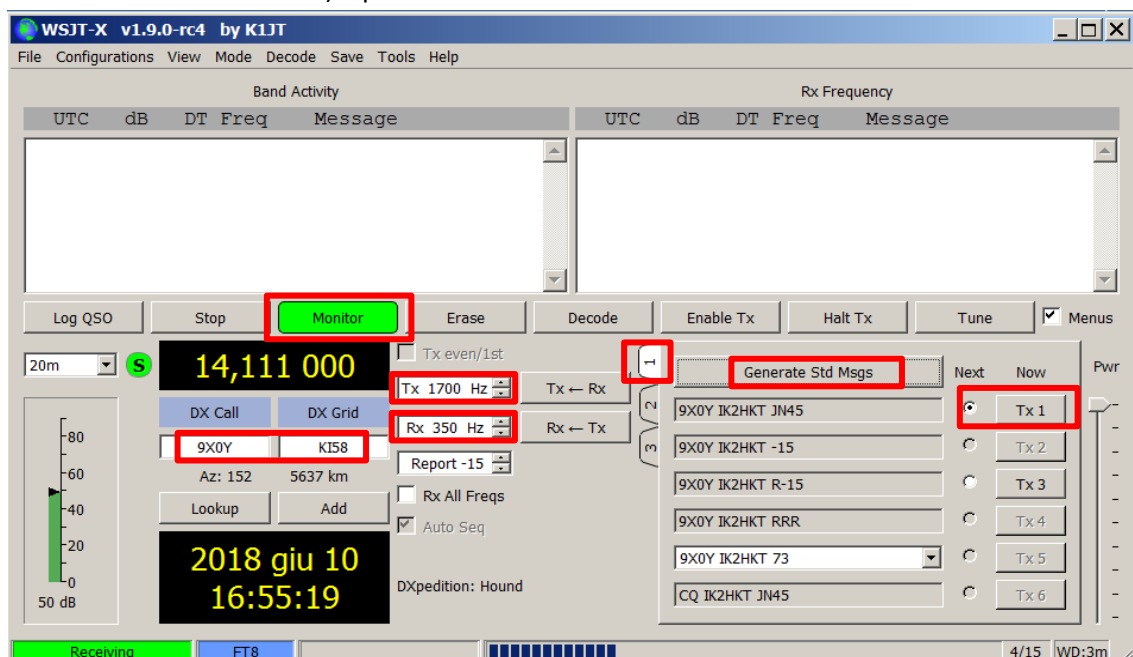 WSJT-X v1.9.0-rc4 by K1JT
File Configurations View Mode Decode Save Tools Help
Band Activity Rx Frequency
UTC dB DT Freq Message UTC dB DT Freq Message
Log QSO Stop Monitor Erase Decode Enable Tx Halt Tx Tune Menus
20m S 14,111 000 Tx even/1st 1 Generate Std Msgs Next Now Pwr
Tx 1700 Hz Tx ← Rx
DX Call DX Grid 2 9X0Y IK2HKT JN45 Tx 1
Rx 350 Hz Rx ← Tx
-80 9X0Y KI58 3 9X0Y IK2HKT -15 Tx 2
Report -15
-60 Az: 152 5637 km 9X0Y IK2HKT R-15 Tx 3
Rx All Freqs
-40 Lookup Add 9X0Y IK2HKT RRR Tx 4
Auto Seq
-20 2018 giu 10 9X0Y IK2HKT 73 Tx 5
-0 16:55:19 DXpedition: Hound
50 dB CQ IK2HKT JN45 Tx 6
Receiving FT8 4/15 WD:3m